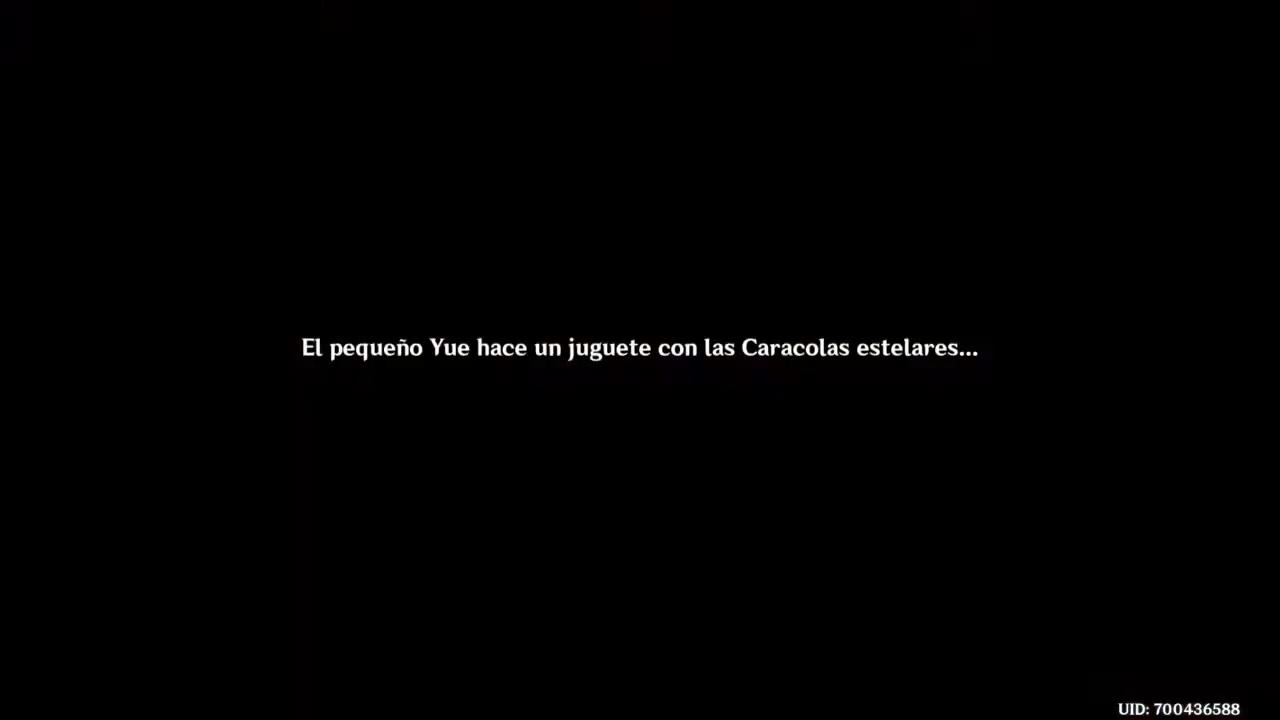 El pequeño Yue hace un juguete con las Caracolas estelares...
UID: 700436588